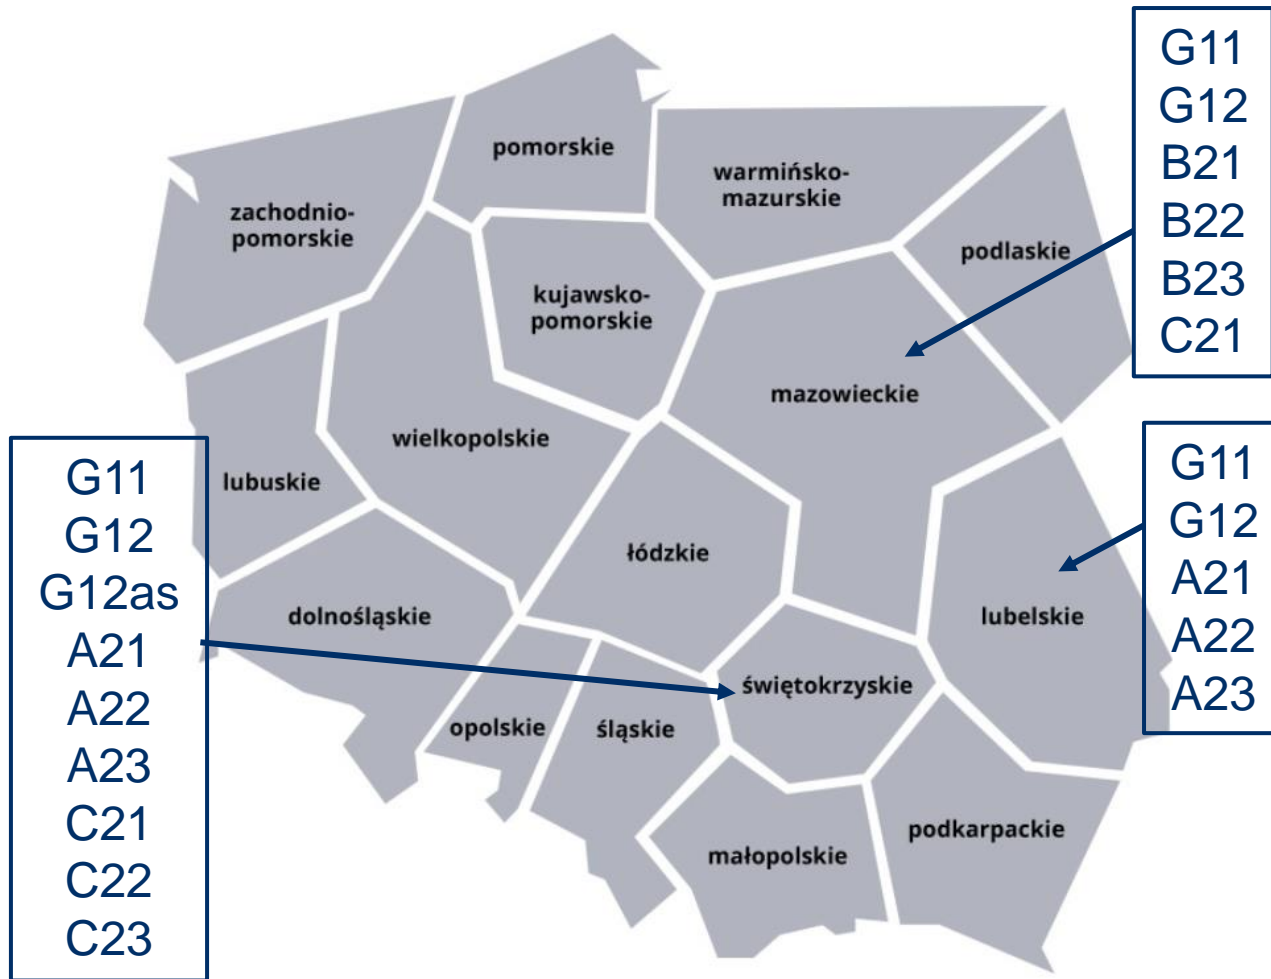 G11
G12
B21
B22
B23
C21
pomorskie
warmińsko-
mazurskie
zachodnio-
pomorskie
podlaskie
kujawsko-
pomorskie
mazowieckie
wielkopolskie
lubuskie
G11
G12
G12as
A21
A22
A23
C21
C22
C23
G11
G12
A21
A22
A23
łódzkie
dolnośląskie
lubelskie
świętokrzyskie
opolskie
śląskie
podkarpackie
małopolskie